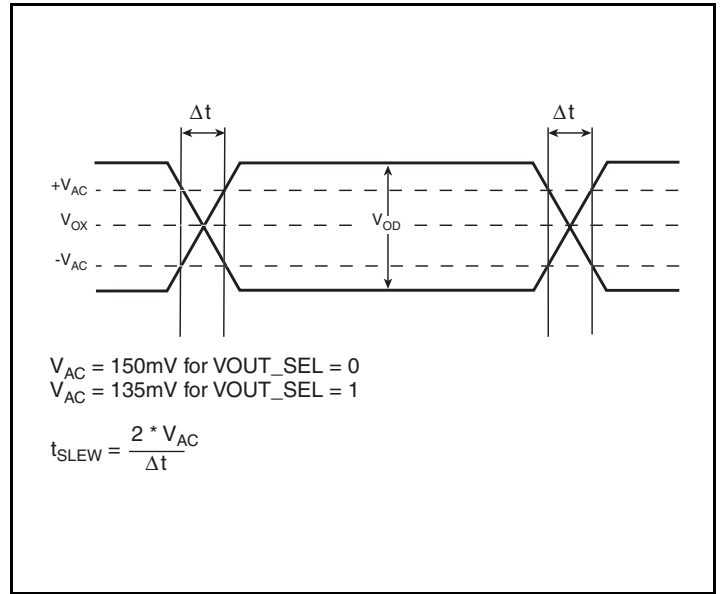 Δt Δt
+VAC
VOX
VOD
-VAC
VAC = 150mV for VOUT_SEL = 0
VAC = 135mV for VOUT_SEL = 1
tSLEW = 2 * VAC
Δt